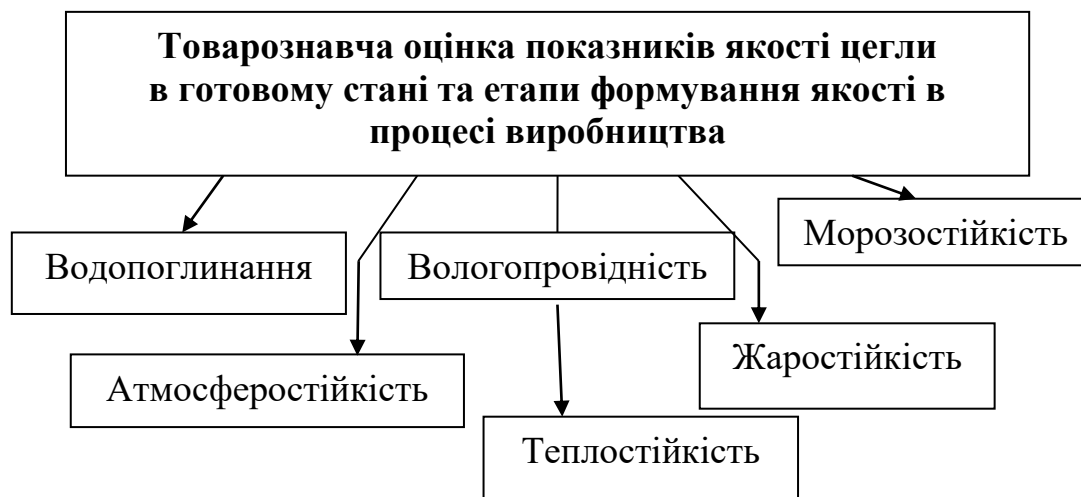 Товарознавча оцінка показників якості цегли
в готовому стані та етапи формування якості в
процесі виробництва
Водопоглинання
Вологопровідність
Морозостійкість
Атмосферостійкість
Жаростійкість
Теплостійкість